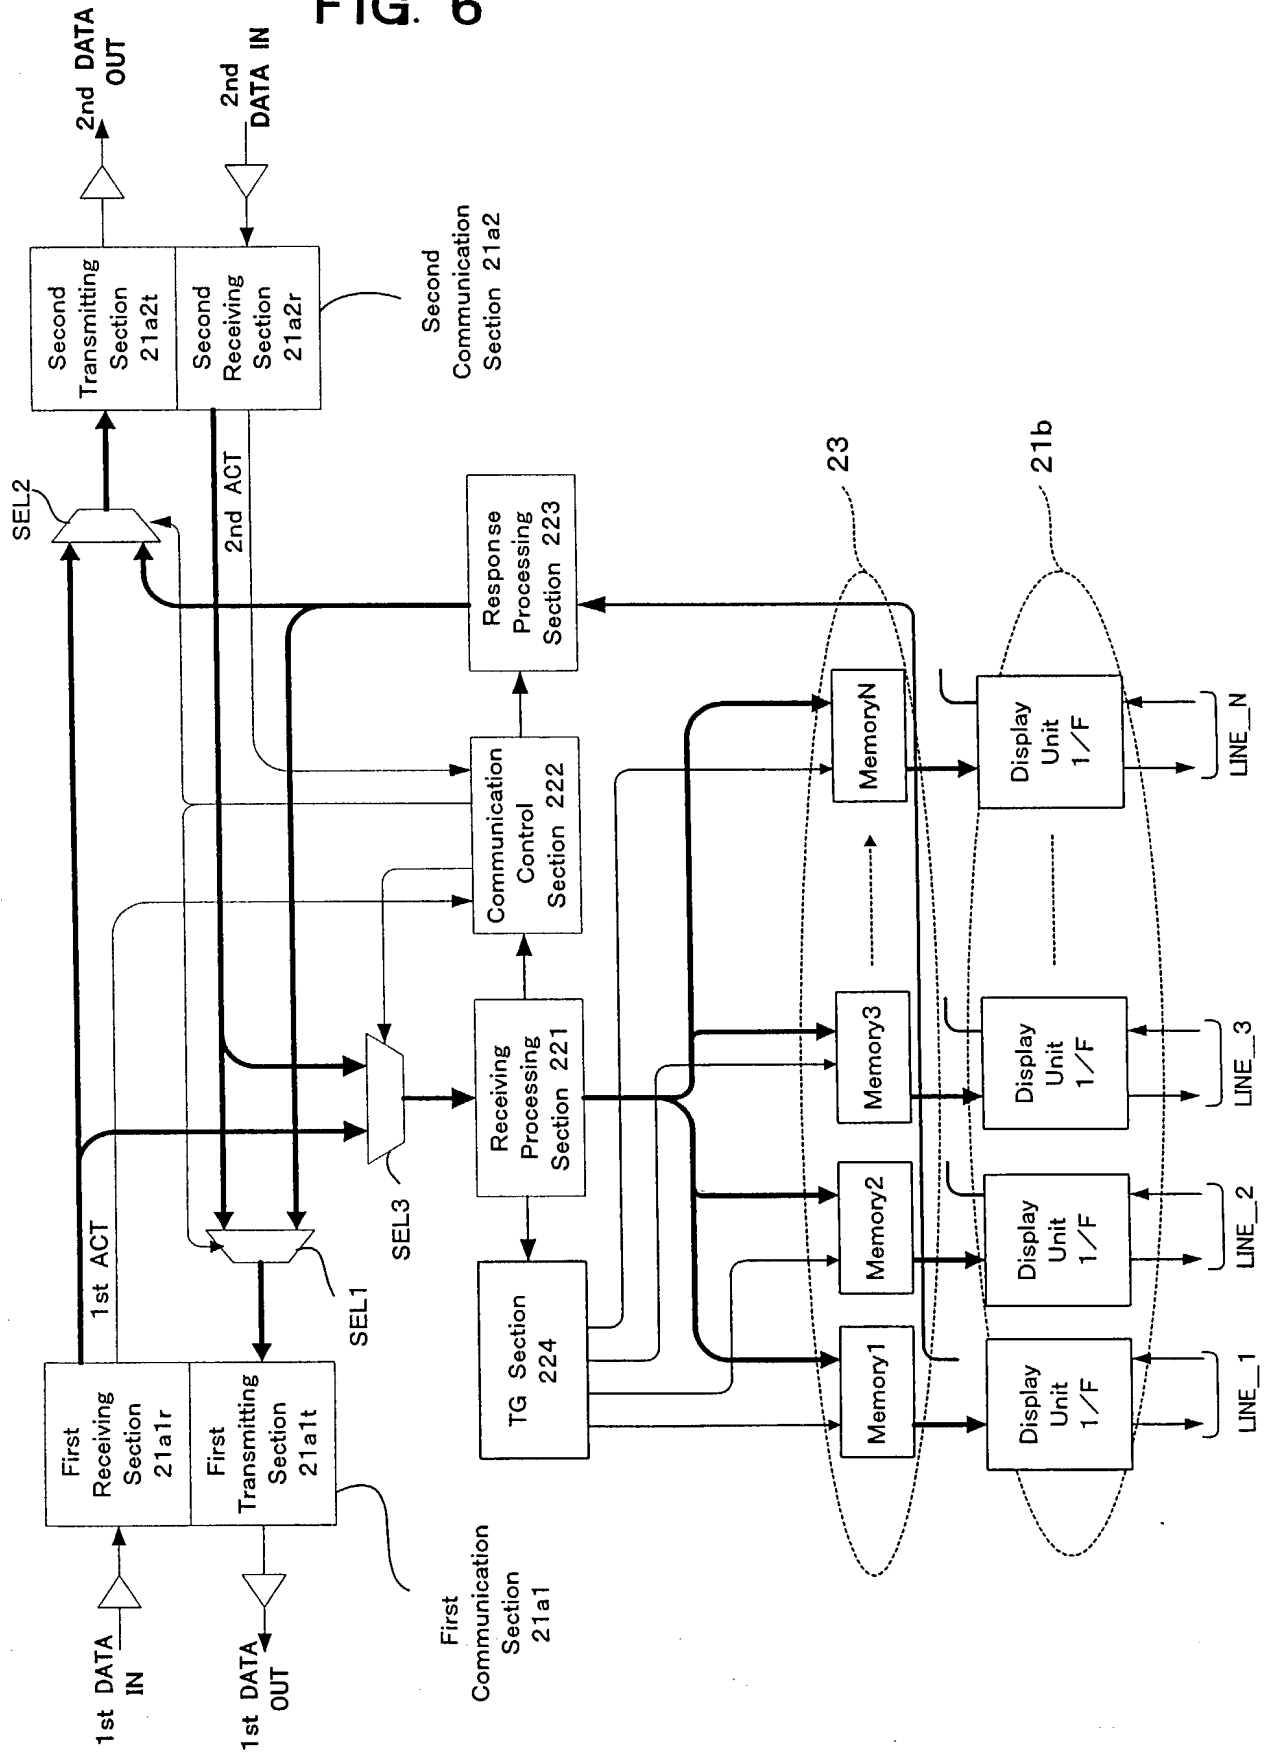 FIG. 6
1st DATA
IN
1st DATA
OUT
First
Receiving
Section
21a1r
First
Transmitting
Section
21a1t
First
Communication
Section
21a1
1st ACT
SEL1
SEL3
SEL2
2nd ACT
Second
Transmitting
Section
21a2t
Second
Receiving
Section
21a2r
2nd DATA
OUT
2nd
DATA IN
Second
Communication
Section 21a2
TG Section
224
Receiving
Processing
Section 221
Communication
Control
Section 222
Response
Processing
Section 223
23
Memory1
Memory2
Memory3
MemoryN
21b
Display
Unit
1/F
Display
Unit
1/F
Display
Unit
1/F
Display
Unit
1/F
LINE_1
LINE_2
LINE_3
LINE_N